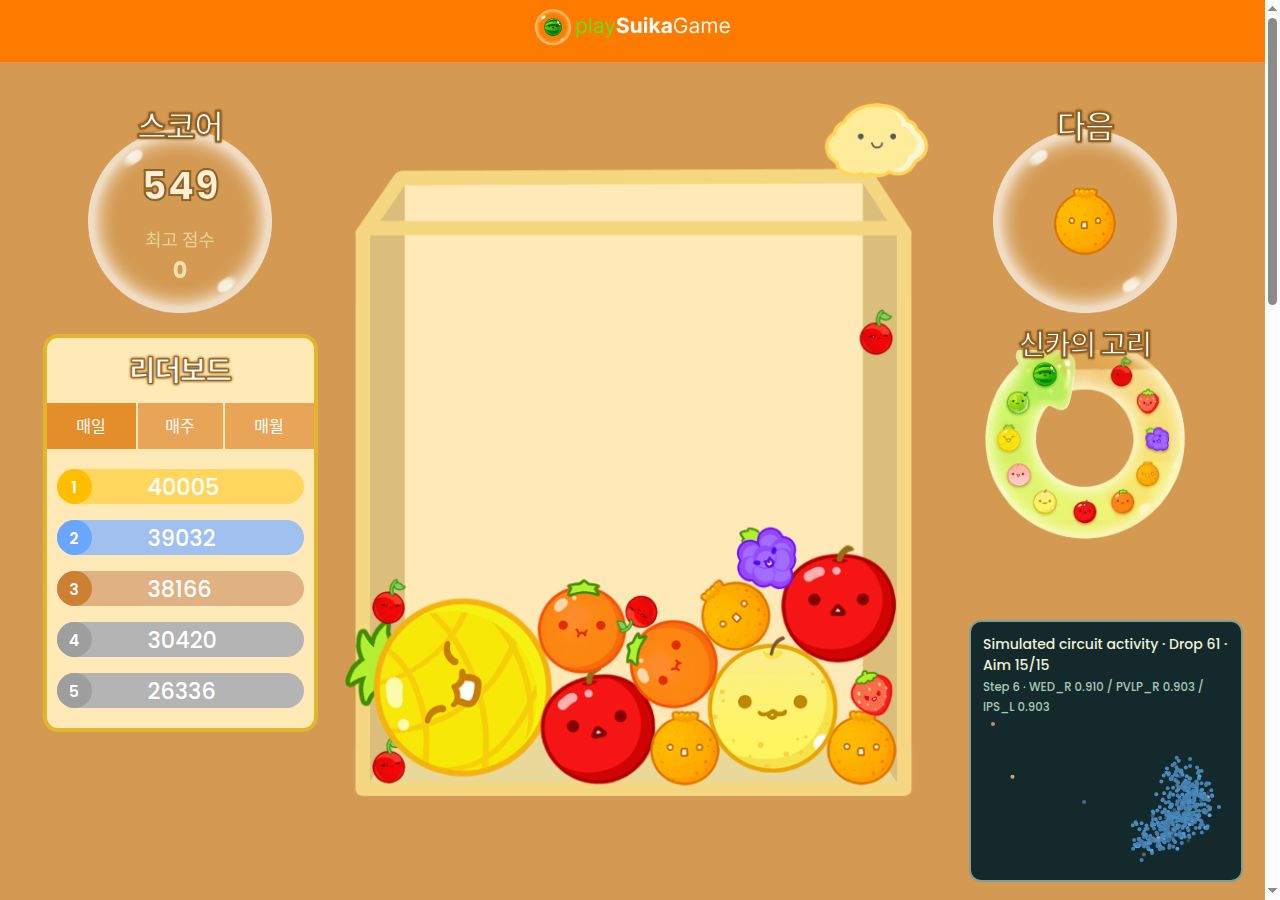 playSuikaGame
스코어
549
최고 점수
0
다음
신카의 고리
리더보드
매일 매주 매월
1 40005
2 39032
3 38166
4 30420
5 26336
Simulated circuit activity · Drop 61 ·
Aim 15/15
Step 6 · WED_R 0.910 / PVLP_R 0.903 /
IPS_L 0.903